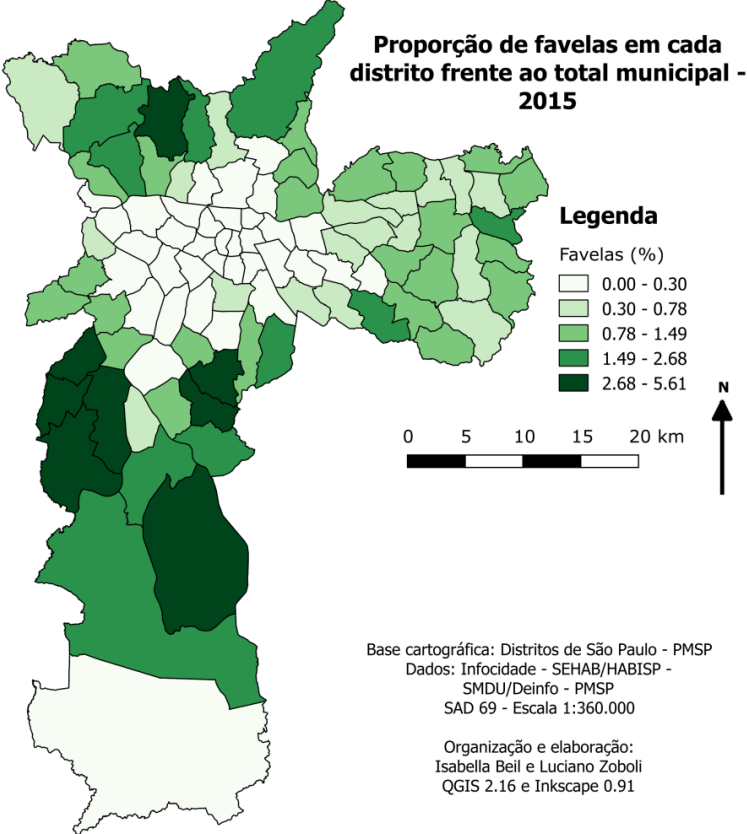 Proporção de favelas em cada
distrito frente ao total municipal -
2015
Legenda
Favelas (%)
0.00 - 0.30
0.30 - 0.78
0.78 - 1.49
1.49 - 2.68
2.68 - 5.61
N
0 5 10 15 20 km
Base cartográfica: Distritos de São Paulo - PMSP
Dados: Infocidade - SEHAB/HABISP -
SMDU/Deinfo - PMSP
SAD 69 - Escala 1:360.000
Organização e elaboração:
Isabella Beil e Luciano Zoboli
QGIS 2.16 e Inkscape 0.91